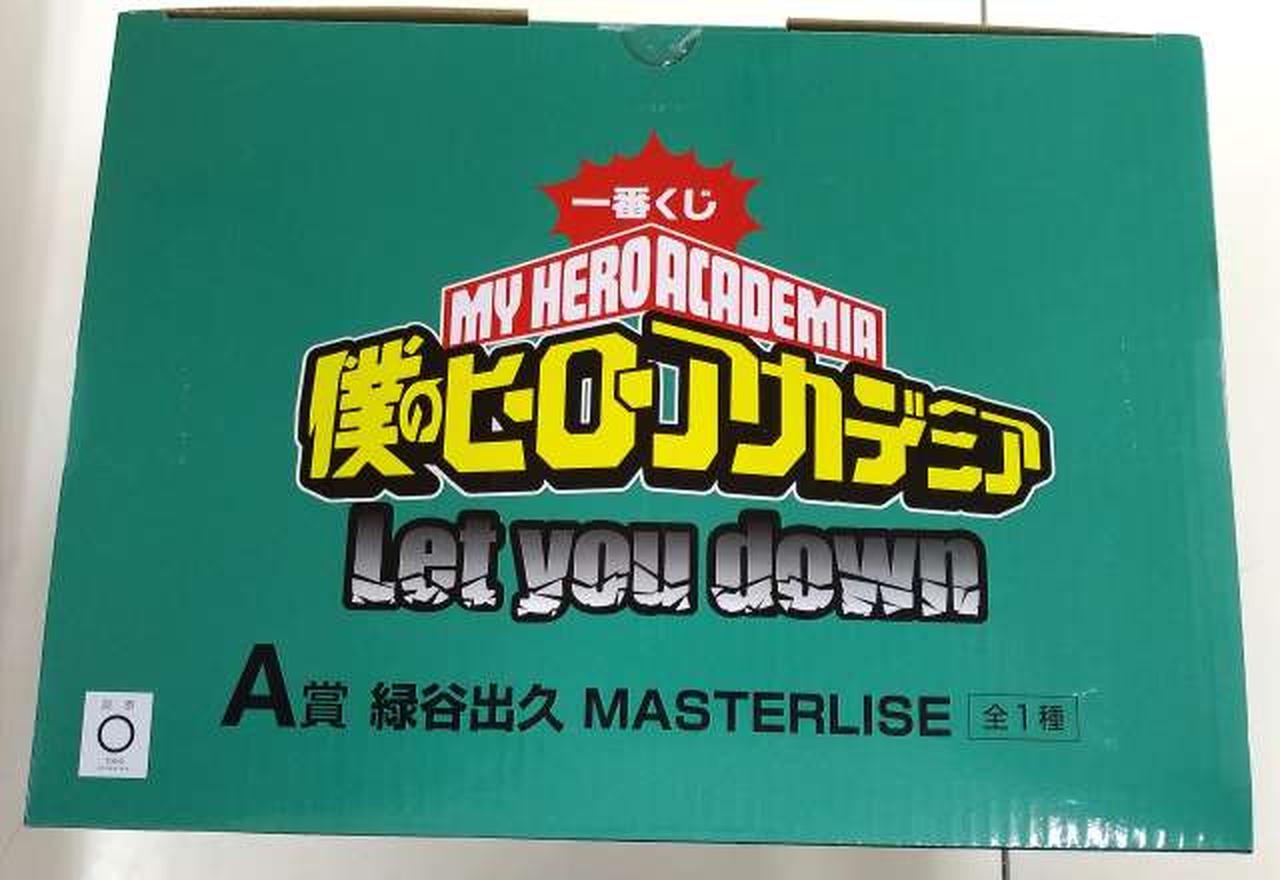 一番くじ
MY HERO ACADEMIA
僕のヒーローアカデミア
Let you down
A賞 緑谷出久 MASTERLISE 全1種